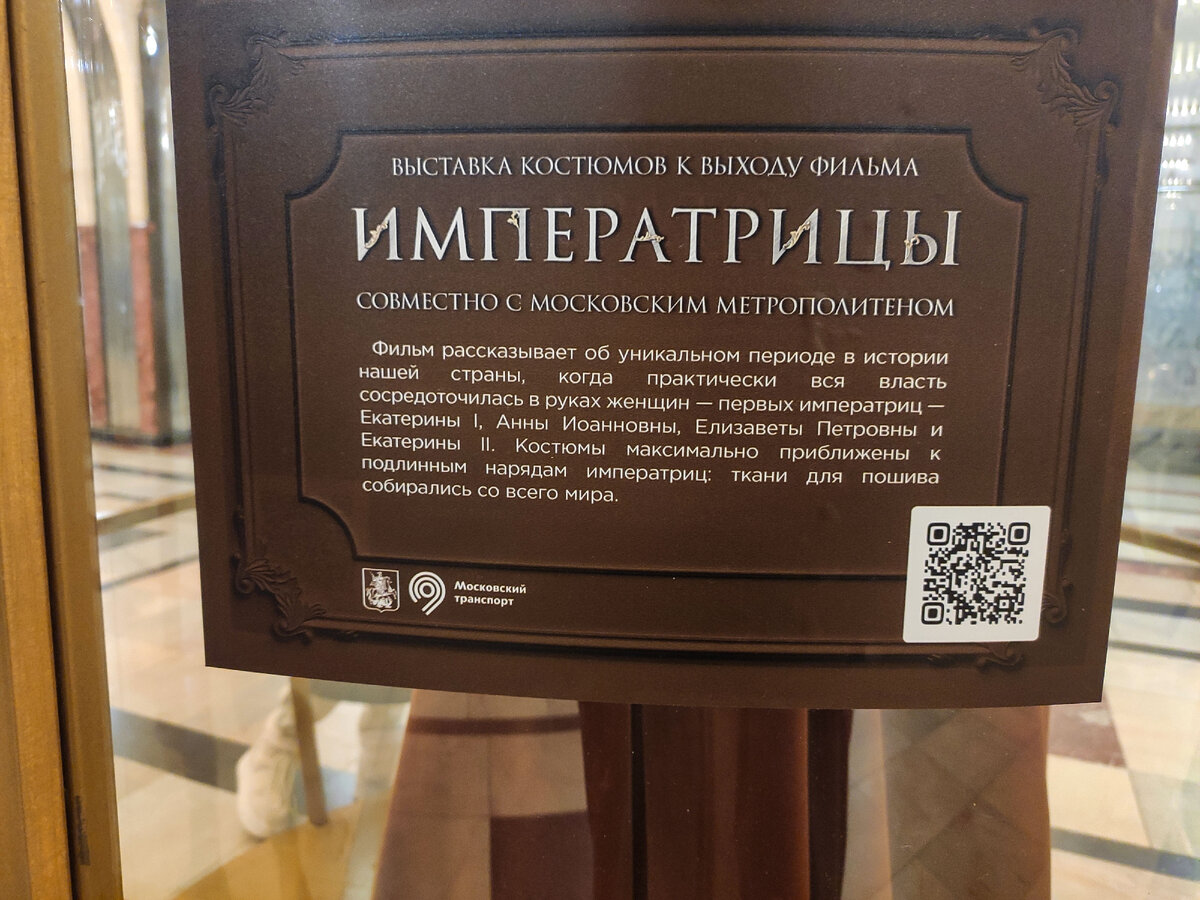 ВЫСТАВКА КОСТЮМОВ К ВЫХОДУ ФИЛЬМА
ИМПЕРАТРИЦЫ
СОВМЕСТНО С МОСКОВСКИМ МЕТРОПОЛИТЕНОМ
Фильм рассказывает об уникальном периоде в истории
нашей страны, когда практически вся власть
сосредоточилась в руках женщин — первых императриц —
Екатерины I, Анны Иоанновны, Елизаветы Петровны и
Екатерины II. Костюмы максимально приближены к
подлинным нарядам императриц: ткани для пошива
собирались со всего мира.
Московский
транспорт